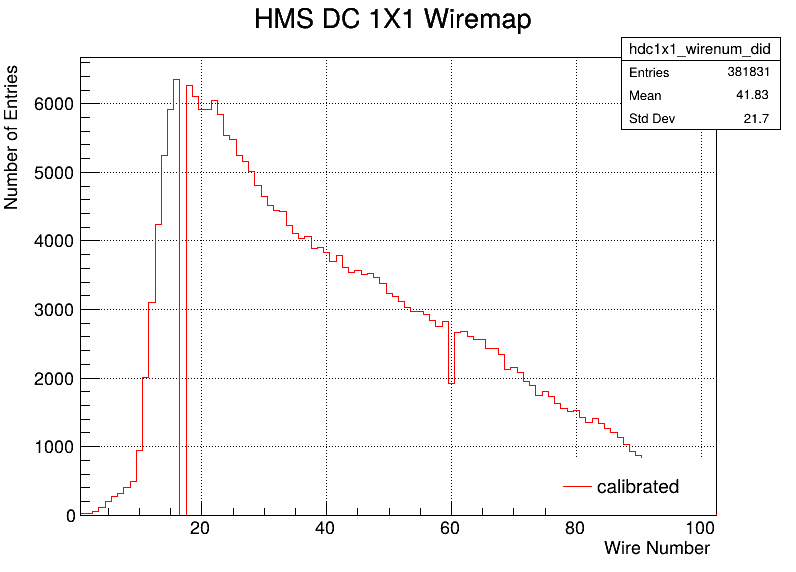 HMS DC 1X1 Wiremap
hdc1x1_wirenum_did
Entries 381831
Mean 41.83
Std Dev 21.7
Number of Entries
6000
5000
4000
3000
2000
1000
0
20 40 60 80 100
Wire Number
calibrated